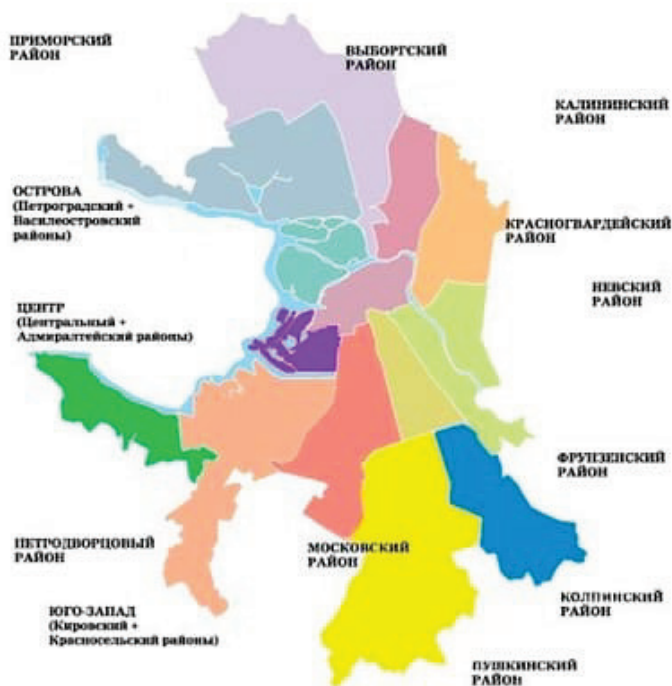 ПРИМОРСКИЙ
РАЙОН
ВЫБОРГСКИЙ
РАЙОН
КАЛИНИНСКИЙ
РАЙОН
ОСТРОВА
(Петроградский +
Василеостровский
районы)
КРАСНОГВАРДЕЙСКИЙ
РАЙОН
НЕВСКИЙ
РАЙОН
ЦЕНТР
(Центральный +
Адмиралтейский районы)
ФРУНЗЕНСКИЙ
РАЙОН
ПЕТРОДВОРЦОВЫЙ
РАЙОН
МОСКОВСКИЙ
РАЙОН
КОЛПИНСКИЙ
РАЙОН
ЮГО-ЗАПАД
(Кировский +
Красносельский районы)
ПУШКИНСКИЙ
РАЙОН